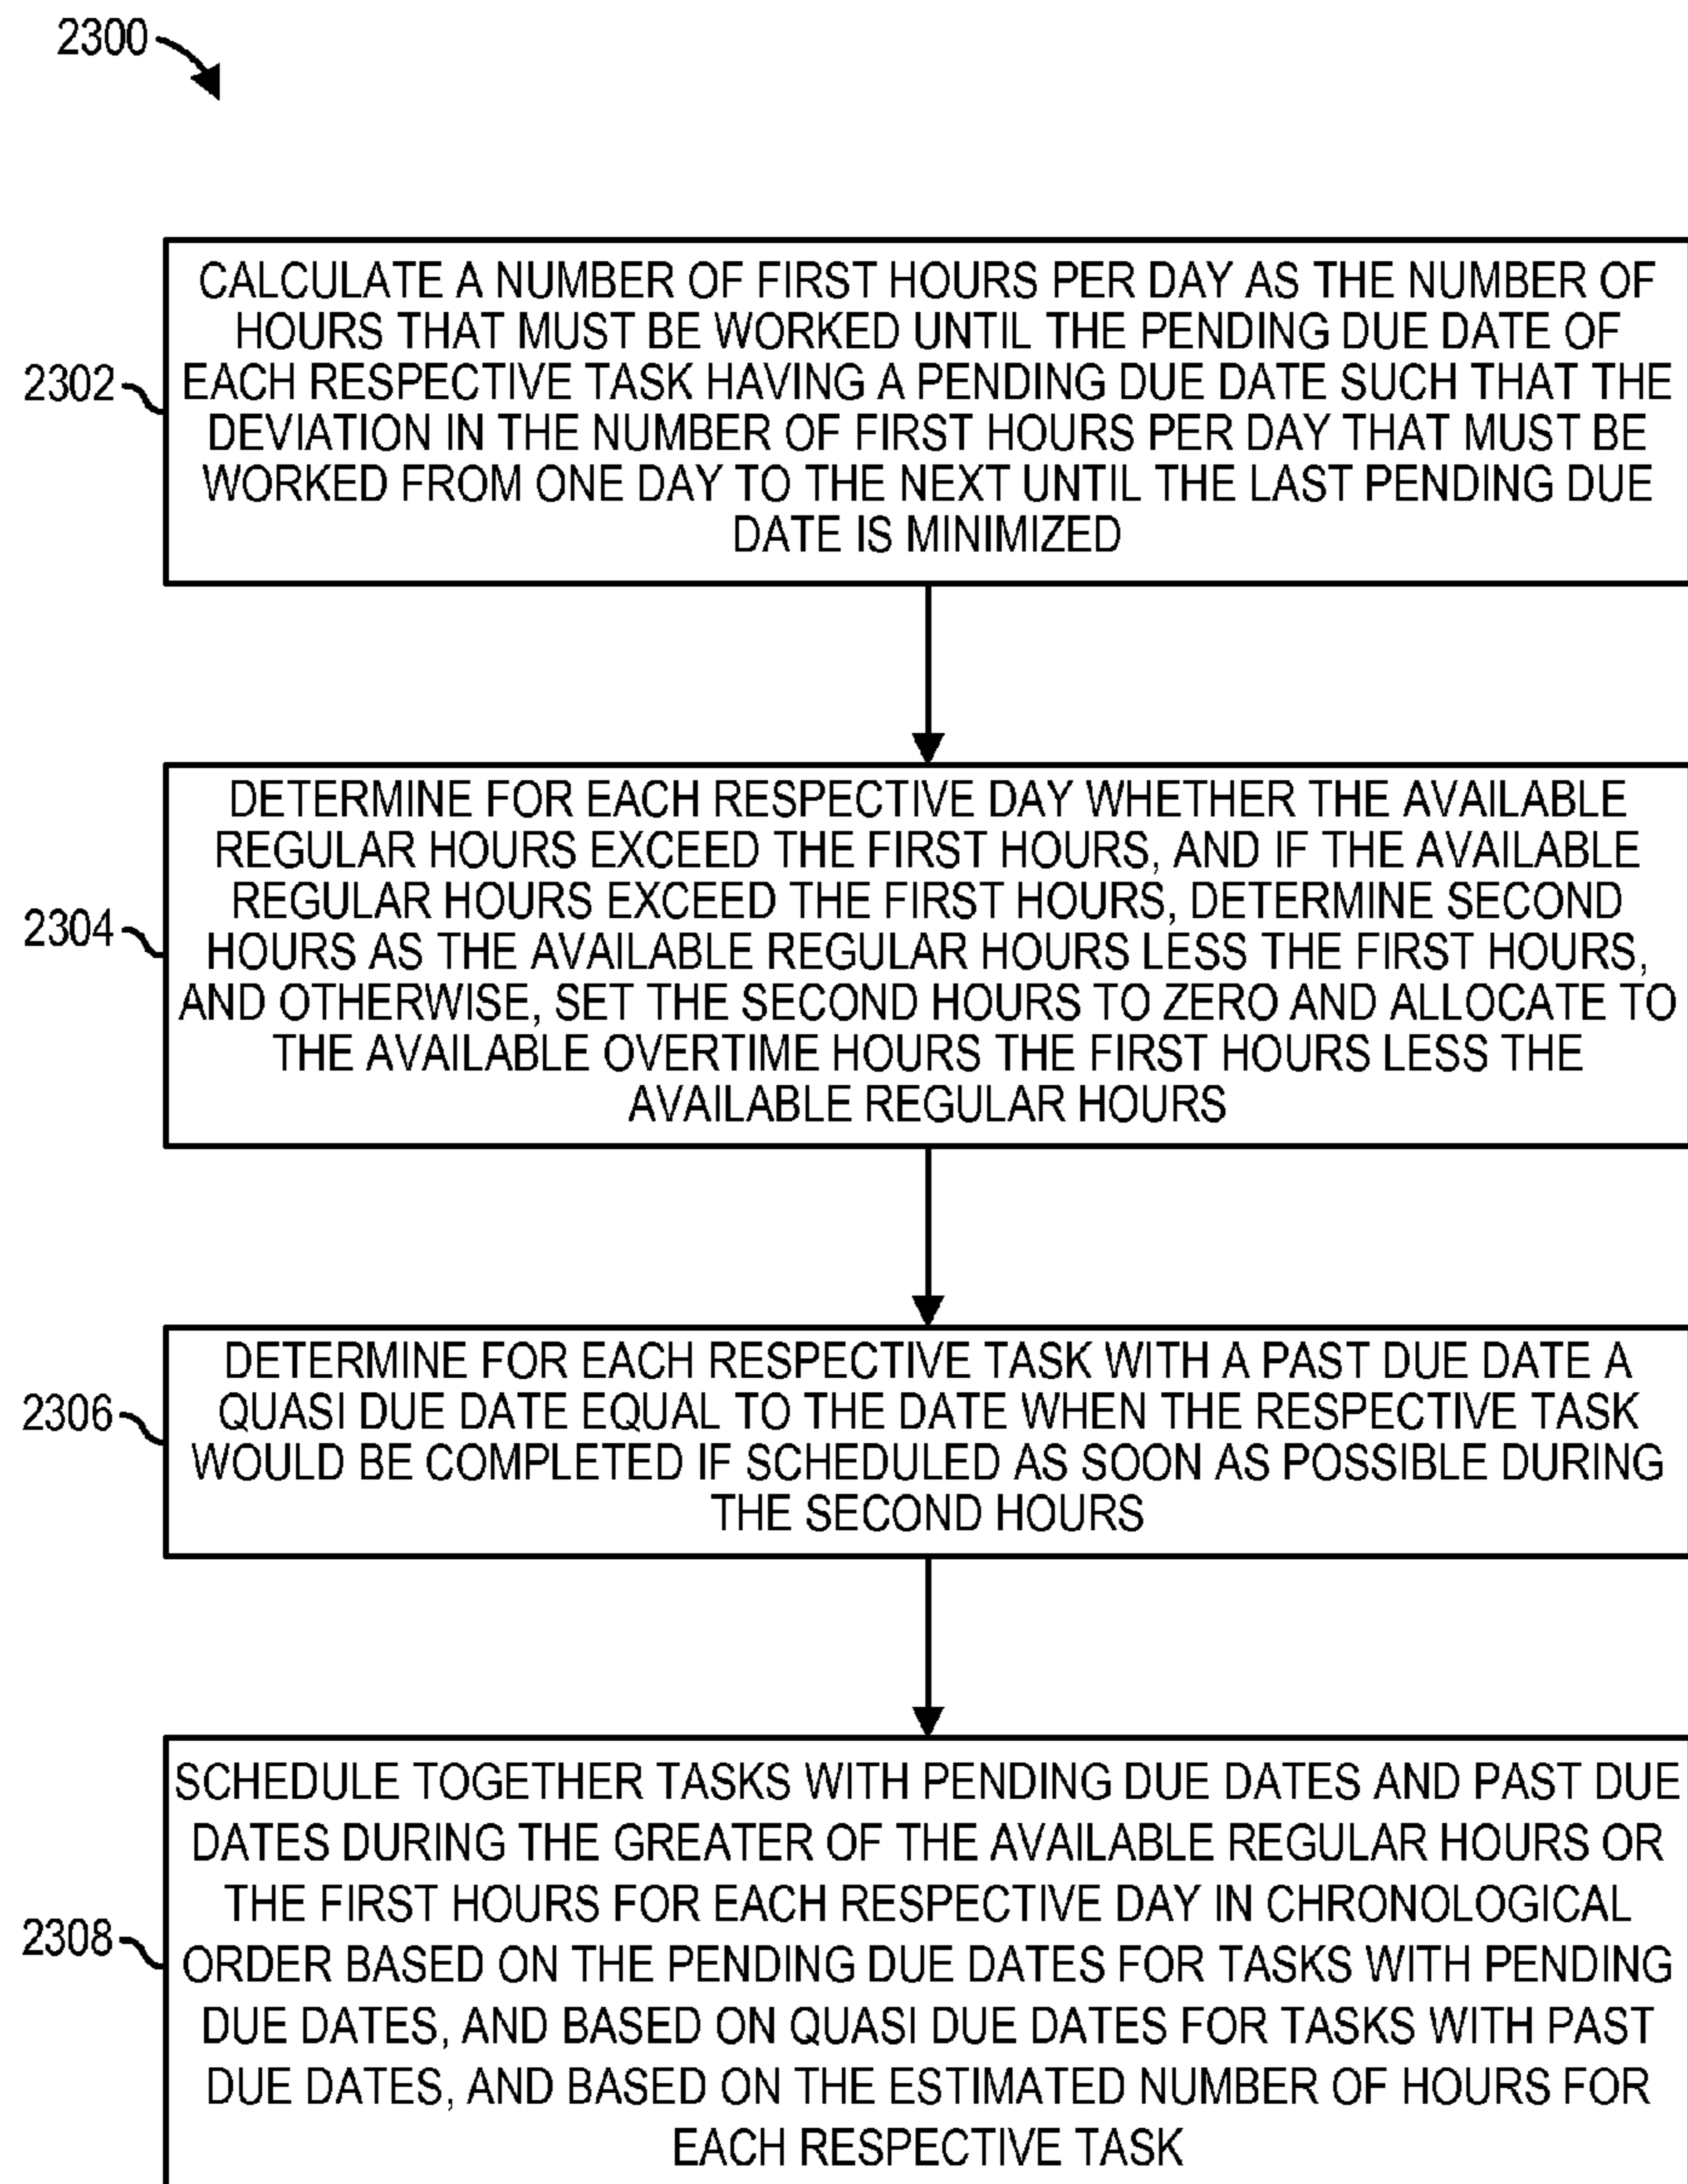 2300
CALCULATE A NUMBER OF FIRST HOURS PER DAY AS THE NUMBER OF
HOURS THAT MUST BE WORKED UNTIL THE PENDING DUE DATE OF
2302
EACH RESPECTIVE TASK HAVING A PENDING DUE DATE SUCH THAT THE
DEVIATION IN THE NUMBER OF FIRST HOURS PER DAY THAT MUST BE
WORKED FROM ONE DAY TO THE NEXT UNTIL THE LAST PENDING DUE
DATE IS MINIMIZED
DETERMINE FOR EACH RESPECTIVE DAY WHETHER THE AVAILABLE
REGULAR HOURS EXCEED THE FIRST HOURS, AND IF THE AVAILABLE
REGULAR HOURS EXCEED THE FIRST HOURS, DETERMINE SECOND
2304
HOURS AS THE AVAILABLE REGULAR HOURS LESS THE FIRST HOURS,
AND OTHERWISE, SET THE SECOND HOURS TO ZERO AND ALLOCATE TO
THE AVAILABLE OVERTIME HOURS THE FIRST HOURS LESS THE
AVAILABLE REGULAR HOURS
DETERMINE FOR EACH RESPECTIVE TASK WITH A PAST DUE DATE A
2306
QUASI DUE DATE EQUAL TO THE DATE WHEN THE RESPECTIVE TASK
WOULD BE COMPLETED IF SCHEDULED AS SOON AS POSSIBLE DURING
THE SECOND HOURS
SCHEDULE TOGETHER TASKS WITH PENDING DUE DATES AND PAST DUE
DATES DURING THE GREATER OF THE AVAILABLE REGULAR HOURS OR
THE FIRST HOURS FOR EACH RESPECTIVE DAY IN CHRONOLOGICAL
2308
ORDER BASED ON THE PENDING DUE DATES FOR TASKS WITH PENDING
DUE DATES, AND BASED ON QUASI DUE DATES FOR TASKS WITH PAST
DUE DATES, AND BASED ON THE ESTIMATED NUMBER OF HOURS FOR
EACH RESPECTIVE TASK